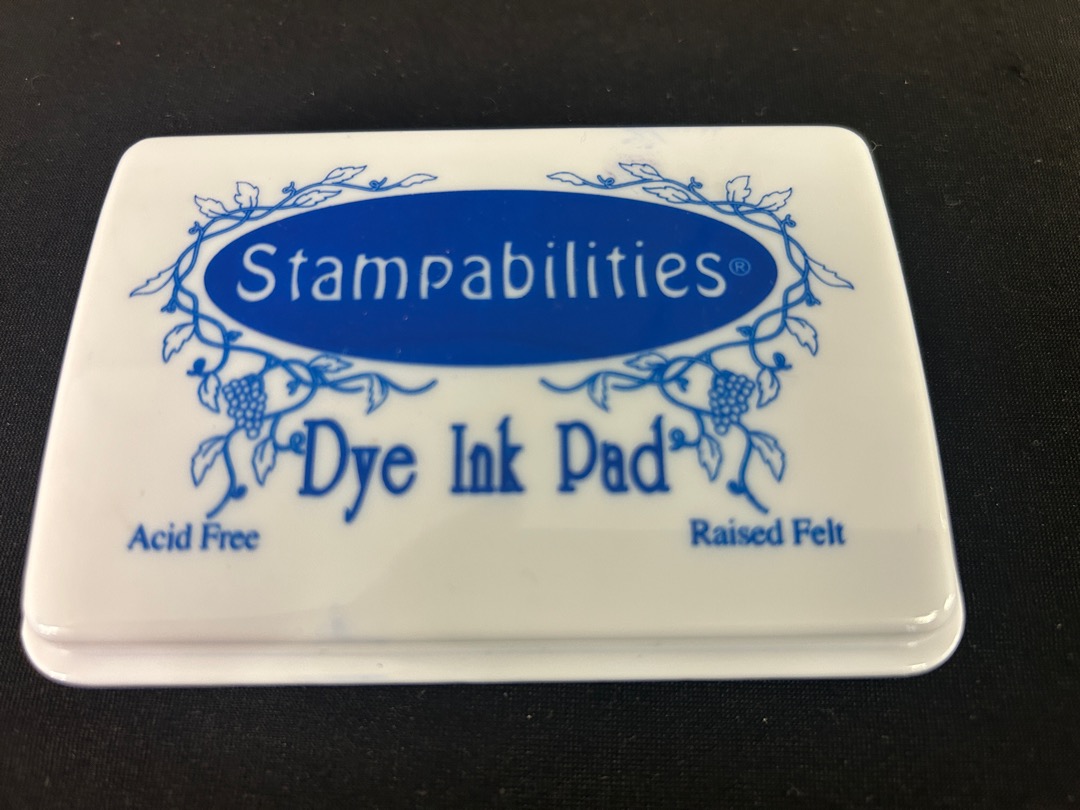 Stampabilities®
Dye Ink Pad
Acid Free
Raised Felt